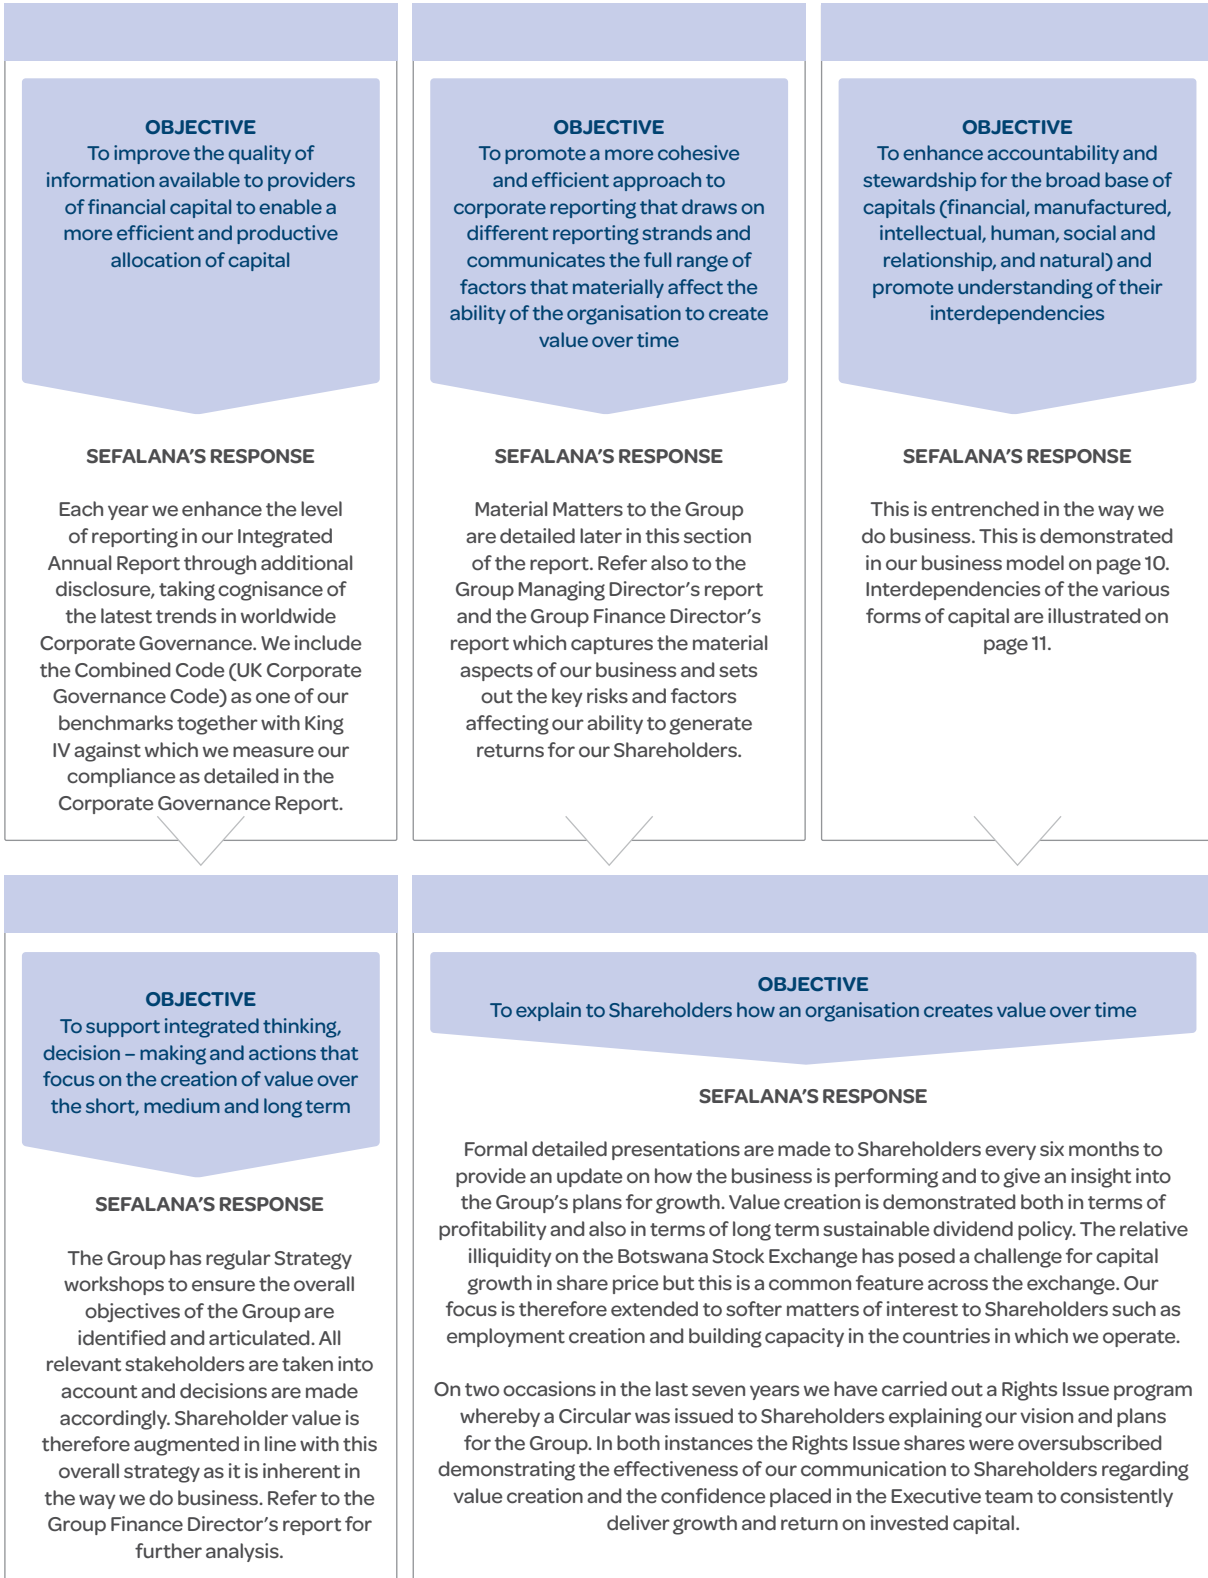 OBJECTIVE
To improve the quality of
information available to providers
of financial capital to enable a
more efficient and productive
allocation of capital
SEFALANA'S RESPONSE
Each year we enhance the level
of reporting in our Integrated
Annual Report through additional
disclosure, taking cognisance of
the latest trends in worldwide
Corporate Governance. We include
the Combined Code (UK Corporate
Governance Code) as one of our
benchmarks together with King
IV against which we measure our
compliance as detailed in the
Corporate Governance Report.
OBJECTIVE
To promote a more cohesive
and efficient approach to
corporate reporting that draws on
different reporting strands and
communicates the full range of
factors that materially affect the
ability of the organisation to create
value over time
SEFALANA'S RESPONSE
Material Matters to the Group
are detailed later in this section
of the report. Refer also to the
Group Managing Director's report
and the Group Finance Director's
report which captures the material
aspects of our business and sets
out the key risks and factors
affecting our ability to generate
returns for our Shareholders.
OBJECTIVE
To enhance accountability and
stewardship for the broad base of
capitals (financial, manufactured,
intellectual, human, social and
relationship, and natural) and
promote understanding of their
interdependencies
SEFALANA'S RESPONSE
This is entrenched in the way we
do business. This is demonstrated
in our business model on page 10.
Interdependencies of the various
forms of capital are illustrated on
page 11.
OBJECTIVE
To support integrated thinking,
decision – making and actions that
focus on the creation of value over
the short, medium and long term
SEFALANA'S RESPONSE
The Group has regular Strategy
workshops to ensure the overall
objectives of the Group are
identified and articulated. All
relevant stakeholders are taken into
account and decisions are made
accordingly. Shareholder value is
therefore augmented in line with this
overall strategy as it is inherent in
the way we do business. Refer to the
Group Finance Director's report for
further analysis.
OBJECTIVE
To explain to Shareholders how an organisation creates value over time
SEFALANA'S RESPONSE
Formal detailed presentations are made to Shareholders every six months to
provide an update on how the business is performing and to give an insight into
the Group's plans for growth. Value creation is demonstrated both in terms of
profitability and also in terms of long term sustainable dividend policy. The relative
illiquidity on the Botswana Stock Exchange has posed a challenge for capital
growth in share price but this is a common feature across the exchange. Our
focus is therefore extended to softer matters of interest to Shareholders such as
employment creation and building capacity in the countries in which we operate.
On two occasions in the last seven years we have carried out a Rights Issue program
whereby a Circular was issued to Shareholders explaining our vision and plans
for the Group. In both instances the Rights Issue shares were oversubscribed
demonstrating the effectiveness of our communication to Shareholders regarding
value creation and the confidence placed in the Executive team to consistently
deliver growth and return on invested capital.